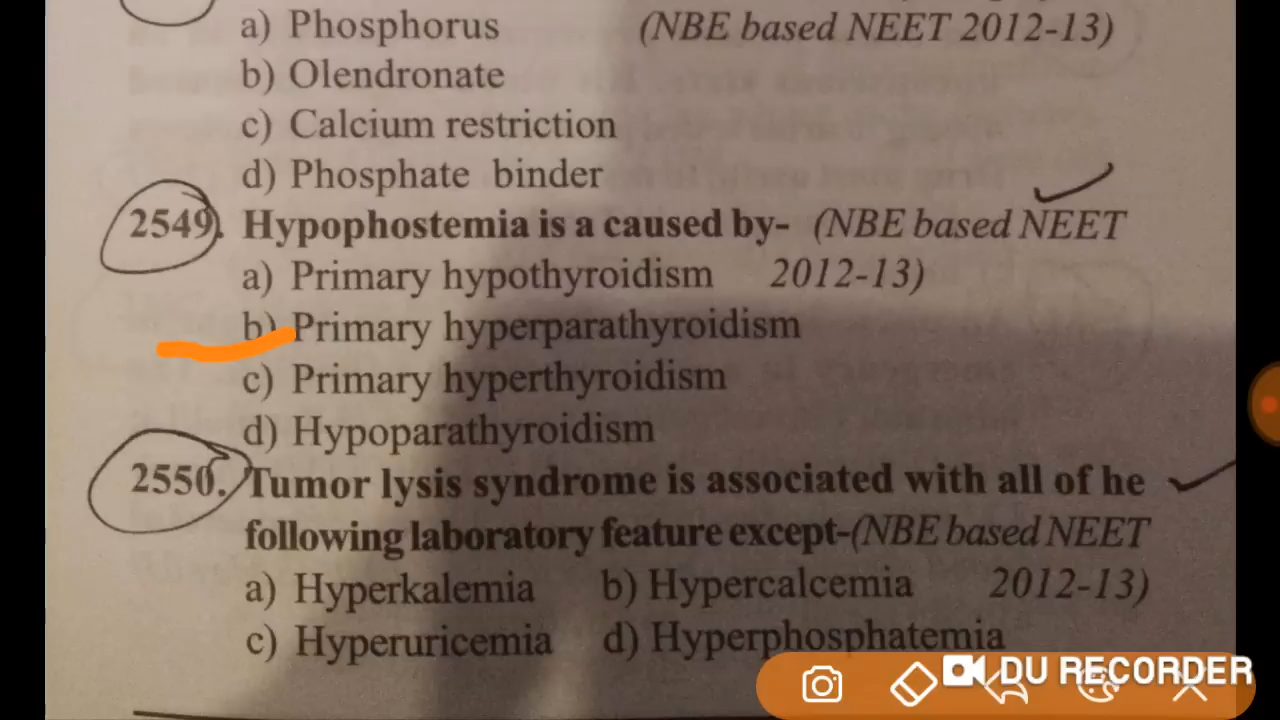 a) Phosphorus (NBE based NEET 2012-13)
b) Olendronate
c) Calcium restriction
d) Phosphate binder
2549. Hypophostemia is a caused by- (NBE based NEET
a) Primary hypothyroidism 2012-13)
b) Primary hyperparathyroidism
c) Primary hyperthyroidism
d) Hypoparathyroidism
2550. Tumor lysis syndrome is associated with all of he
following laboratory feature except-(NBE based NEET
a) Hyperkalemia b) Hypercalcemia 2012-13)
c) Hyperuricemia d) Hyperphosphatemia
DU RECORDER